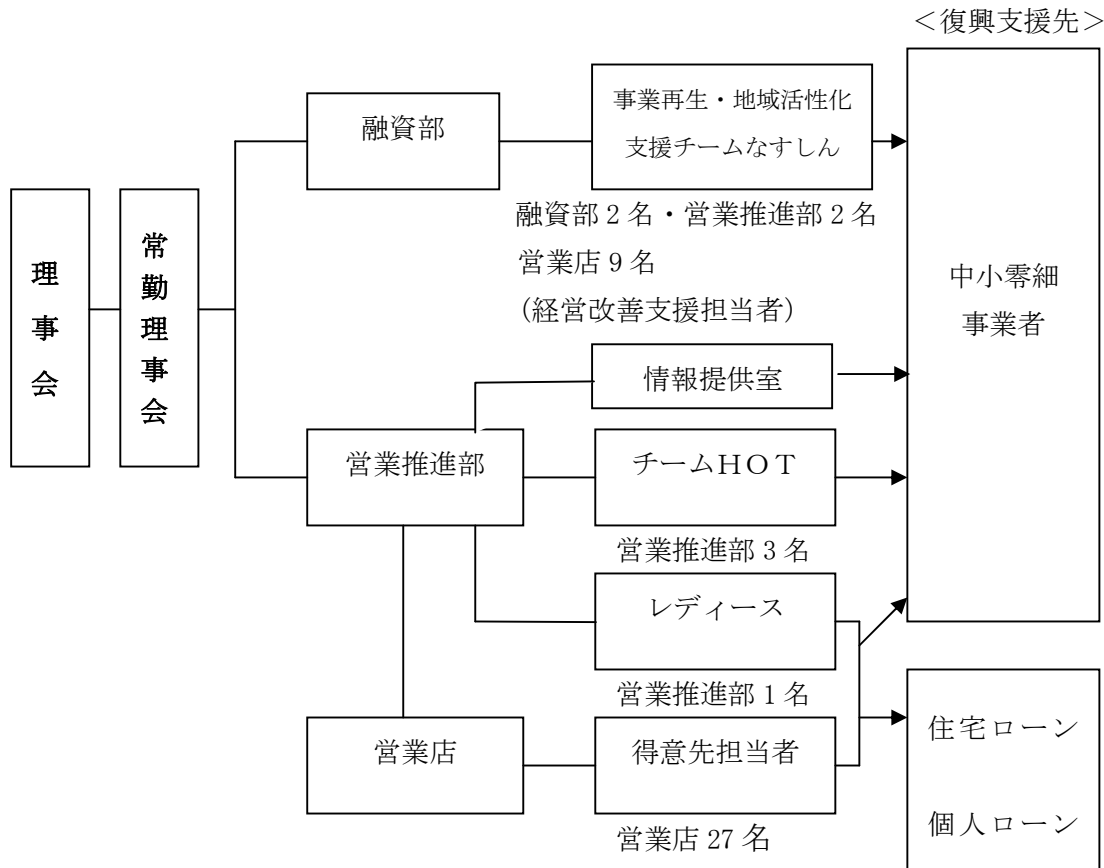 ＜復興支援先＞
理事会
常勤理事会
融資部
事業再生・地域活性化
支援チームなすしん
融資部 2 名・営業推進部 2 名
営業店 9 名
(経営改善支援担当者)
中小零細
事業者
情報提供室
営業推進部
チームＨＯＴ
営業推進部 3 名
レディース
営業推進部 1 名
営業店
得意先担当者
営業店 27 名
住宅ローン
個人ローン